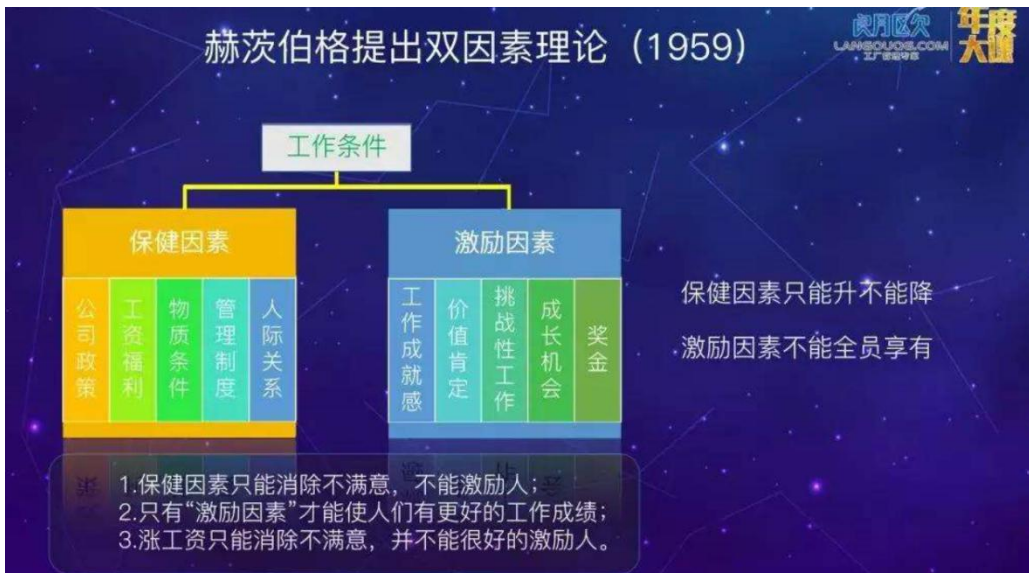 赫茨伯格提出双因素理论（1959）
LANGOUOE.COM
年度
大课
工作条件
保健因素
激励因素
公司政策
工资福利
物质条件
管理制度
人际关系
工作成就感
价值肯定
挑战性工作
成长机会
奖金
保健因素只能升不能降
激励因素不能全员享有
1.保健因素只能消除不满意，不能激励人；
2.只有“激励因素”才能使人们有更好的工作成绩；
3.涨工资只能消除不满意，并不能很好的激励人。